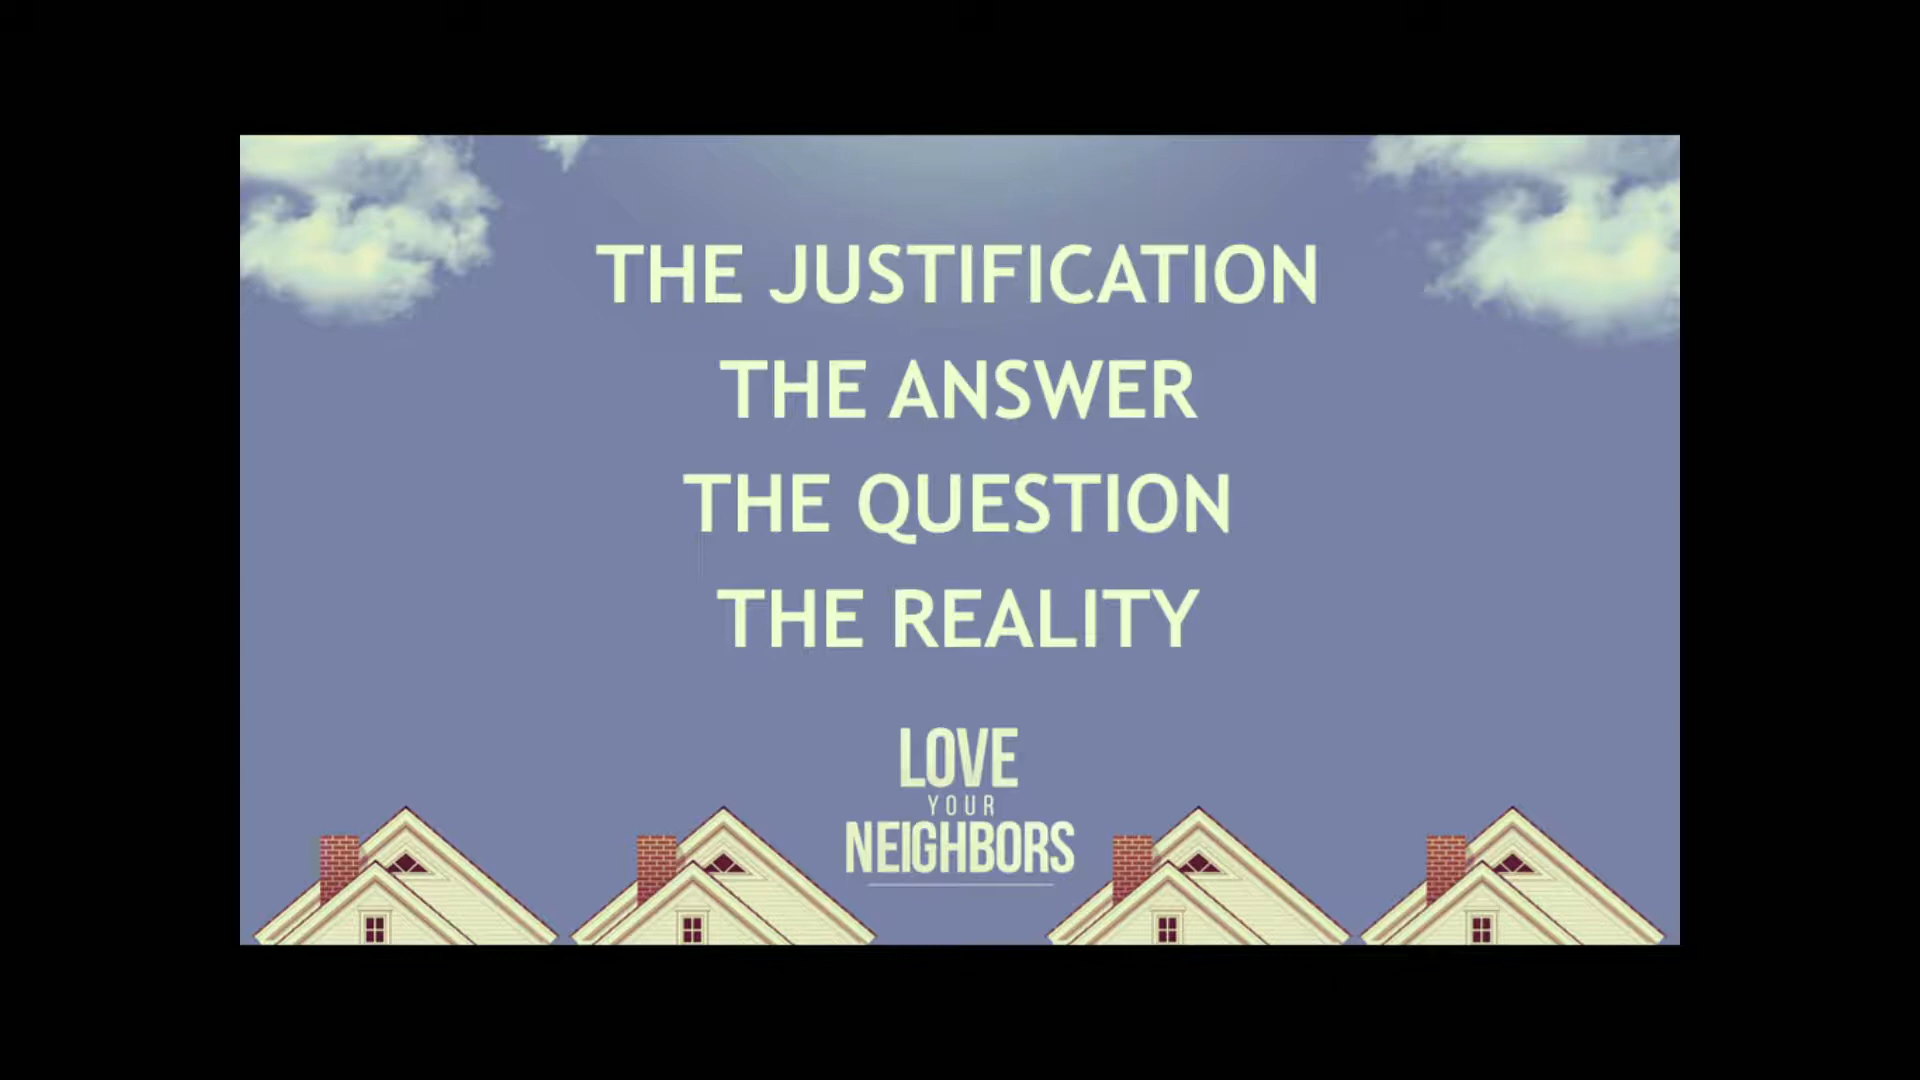 THE JUSTIFICATION
THE ANSWER
THE QUESTION
THE REALITY
LOVE
YOUR
NEIGHBORS